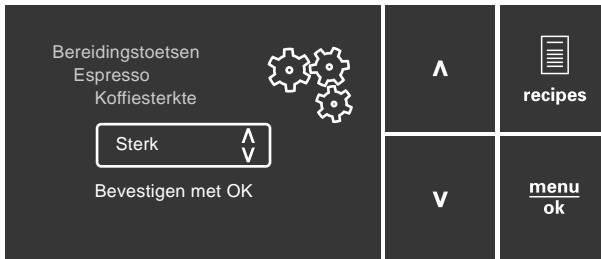 Bereidingstoetsen
Espresso
Koffiesterkte
Sterk
Bevestigen met OK
recipes
menu
ok